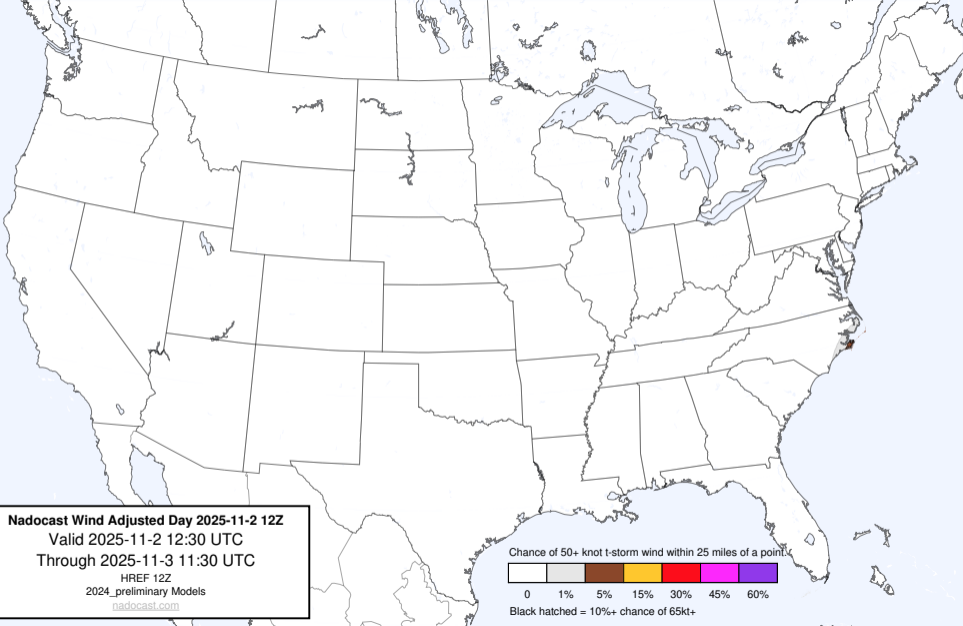 Nadocast Wind Adjusted Day 2025-11-2 12Z
Valid 2025-11-2 12:30 UTC
Through 2025-11-3 11:30 UTC
HREF 12Z
2024_preliminary Models
nadocast.com
Chance of 50+ knot t-storm wind within 25 miles of a point.
0 1% 5% 15% 30% 45% 60%
Black hatched = 10%+ chance of 65kt+